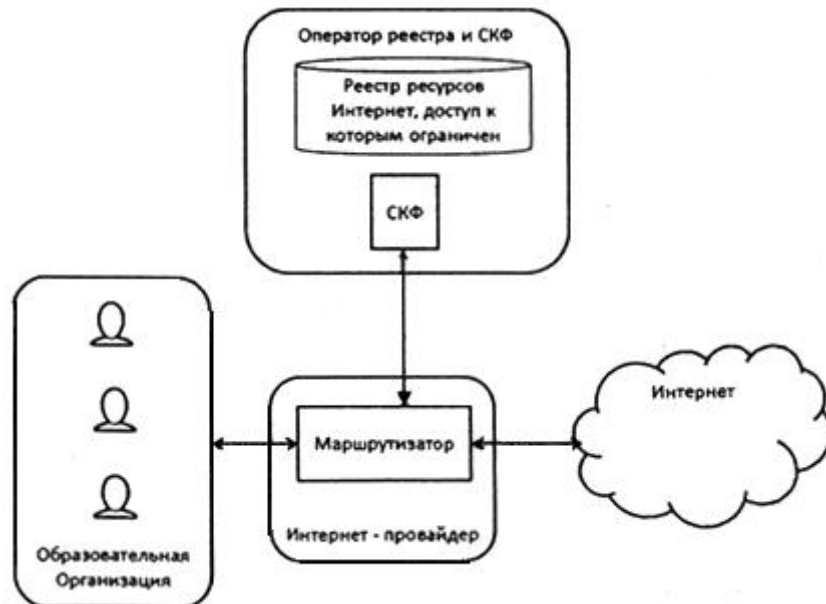 Оператор реестра и СКФ
Реестр ресурсов
Интернет, доступ к
которым ограничен
СКФ
Интернет
Маршрутизатор
Интернет - провайдер
Образовательная
Организация